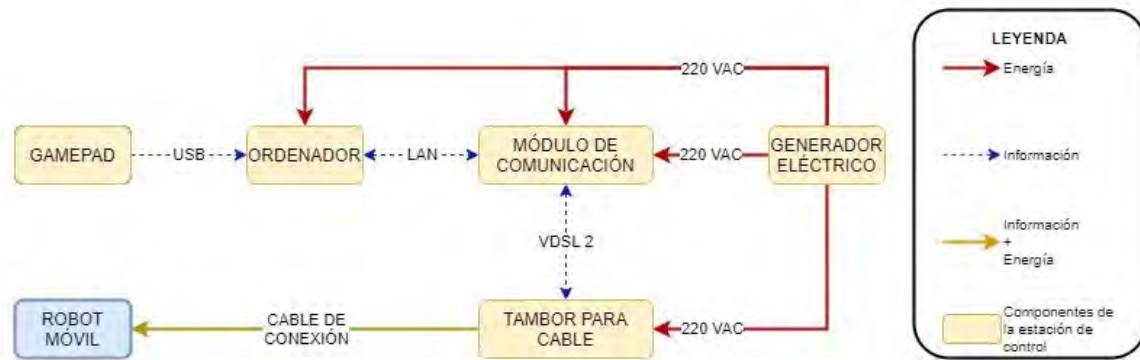 220 VAC
GAMEPAD
USB
ORDENADOR
LAN
MÓDULO DE
COMUNICACIÓN
220 VAC
GENERADOR
ELÉCTRICO
VDSL 2
ROBOT
MÓVIL
CABLE DE
CONEXIÓN
TAMBOR PARA
CABLE
220 VAC
LEYENDA
Energía
Información
Información
+
Energía
Componentes de
la estación de
control